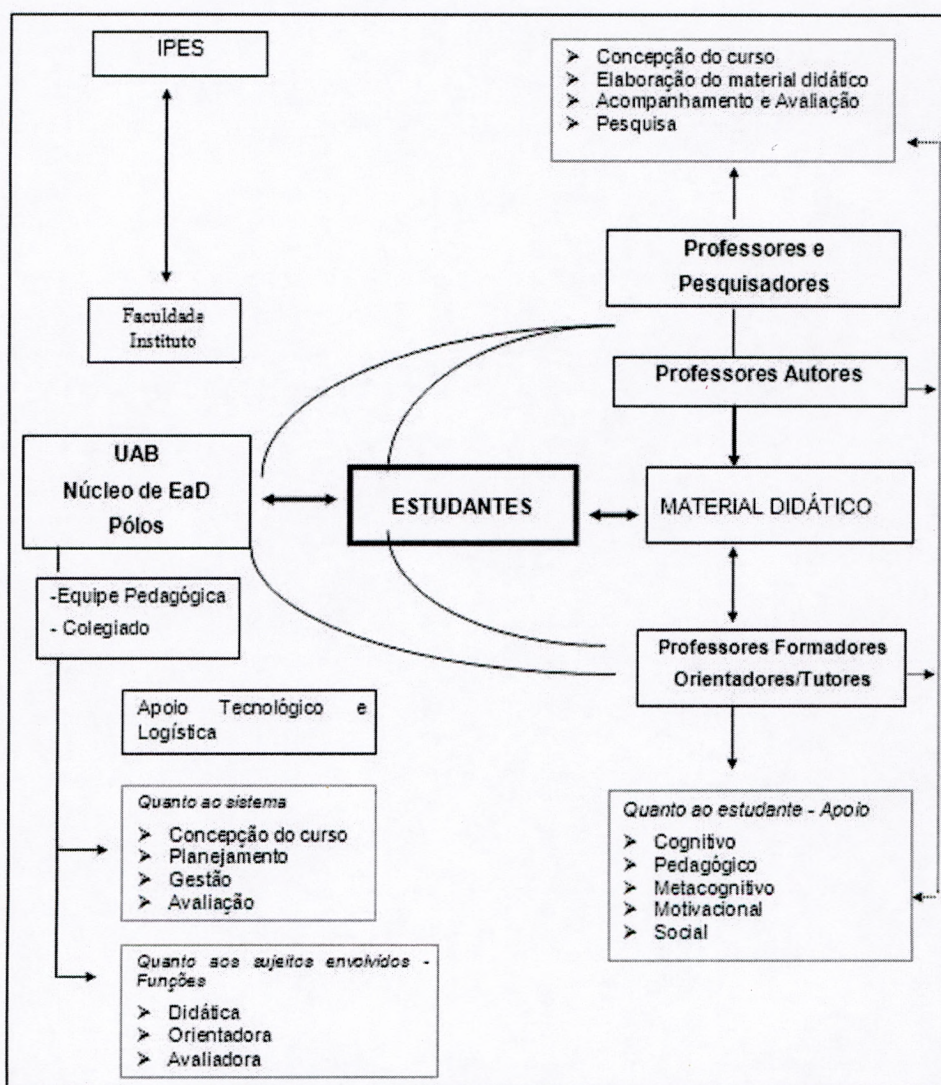 IPES
Faculdade
Instituto
UAB
Núcleo de EaD
Pólos
-Equipe Pedagógica
- Colegiado
Apoio Tecnológico e
Logística
Quanto ao sistema
➢ Concepção do curso
➢ Planejamento
➢ Gestão
➢ Avaliação
Quanto aos sujeitos envolvidos -
Funções
➢ Didática
➢ Orientadora
➢ Avaliadora
ESTUDANTES
➢ Concepção do curso
➢ Elaboração do material didático
➢ Acompanhamento e Avaliação
➢ Pesquisa
Professores e
Pesquisadores
Professores Autores
MATERIAL DIDÁTICO
Professores Formadores
Orientadores/Tutores
Quanto ao estudante - Apoio
➢ Cognitivo
➢ Pedagógico
➢ Metacognitivo
➢ Motivacional
➢ Social